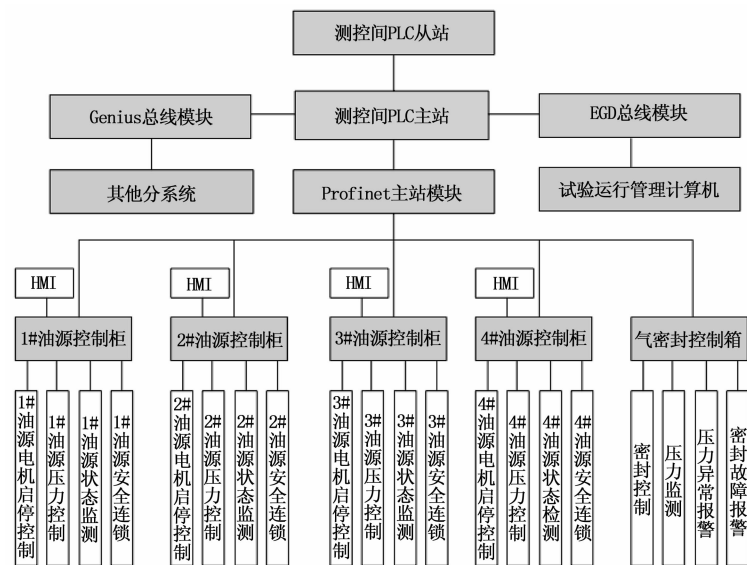 测控间PLC从站
Genius总线模块
测控间PLC主站
EGD总线模块
其他分系统
Profinet主站模块
试验运行管理计算机
HMI
HMI
HMI
HMI
1#油源控制柜
2#油源控制柜
3#油源控制柜
4#油源控制柜
气密封控制箱
1#油源电机启停控制
1#油源压力控制
1#油源状态监测
1#油源安全连锁
2#油源电机启停控制
2#油源压力控制
2#油源状态监测
2#油源安全连锁
3#油源电机启停控制
3#油源压力控制
3#油源状态监测
3#油源安全连锁
4#油源电机启停控制
4#油源压力控制
4#油源状态检测
4#油源安全连锁
密封控制
压力监测
压力异常报警
密封故障报警